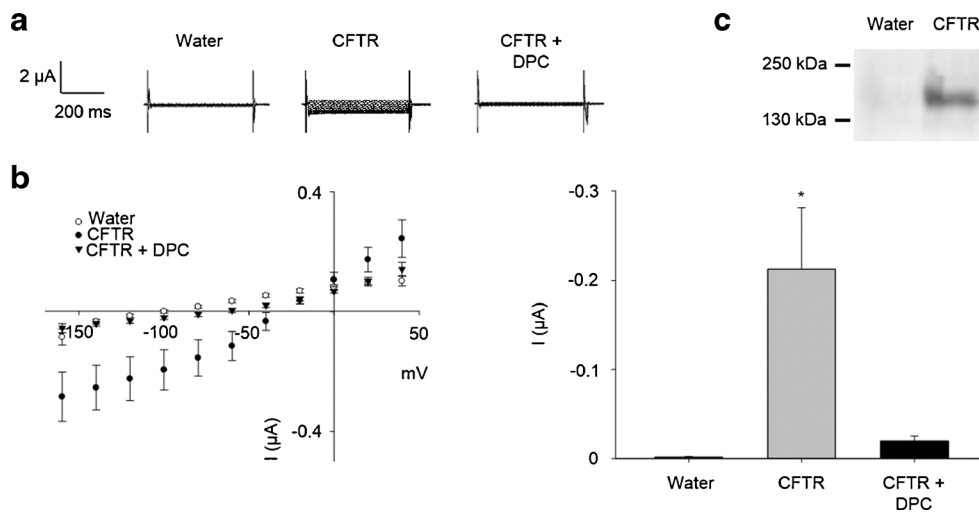 a
Water
CFTR
CFTR +
DPC
2 µA
200 ms
c
Water
CFTR
250 kDa
130 kDa
b
0.4
Water
CFTR
CFTR + DPC
-150
-100
-50
50
mV
-0.4
I (µA)
-0.3
-0.2
-0.1
0
I (µA)
*
Water
CFTR
CFTR +
DPC